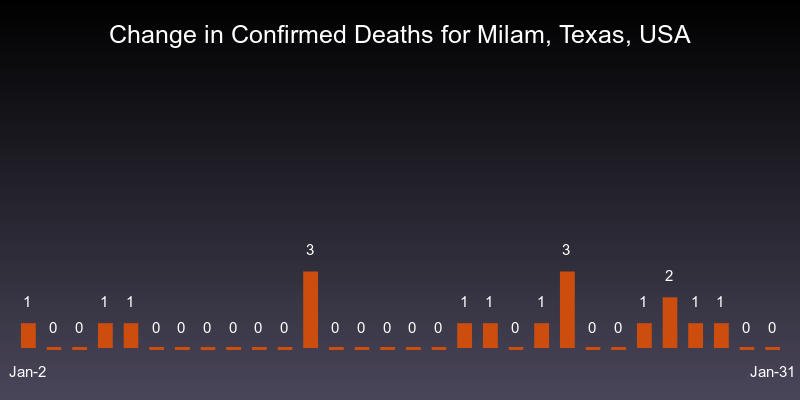 Change in Confirmed Deaths for Milam, Texas, USA
3 3
2
1 1 1 1 1 1 1 1 1
0 0 0 0 0 0 0 0 0 0 0 0 0 0 0 0 0 0
Jan-2 Jan-31